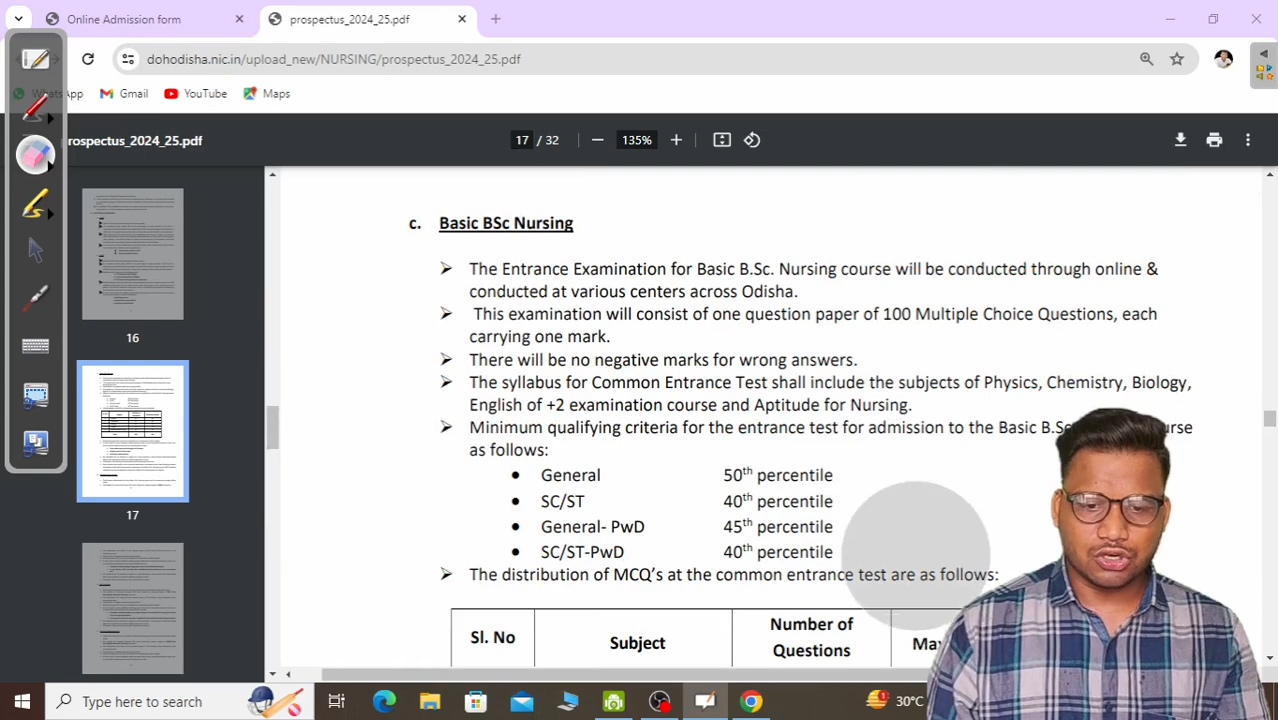 Online Admission form
prospectus_2024_25.pdf
dohodisha.nic.in/upload_new/NURSING/prospectus_2024_25.pdf
WhatsApp Gmail YouTube Maps
rospectus_2024_25.pdf
17 / 32
135%
16
17
c. Basic BSc Nursing
➢ The Entrance Examination for Basic B.Sc. Nursing course will be conducted through online &
conducted at various centers across Odisha.
➢ This examination will consist of one question paper of 100 Multiple Choice Questions, each
carrying one mark.
➢ There will be no negative marks for wrong answers.
➢ The syllabus for Common Entrance Test shall include the subjects of Physics, Chemistry, Biology,
English of +2 examination course and Aptitude for Nursing.
➢ Minimum qualifying criteria for the entrance test for admission to the Basic B.Sc
as follows:
• General 50th percentile
• SC/ST 40th percentile
• General- PwD 45th percentile
• SC/ST-PwD 40th percentile
➢ The distribution of MCQ's at the common entrance test are as follows:
Sl. No
Subject
Number of
Questions
Type here to search
30°C